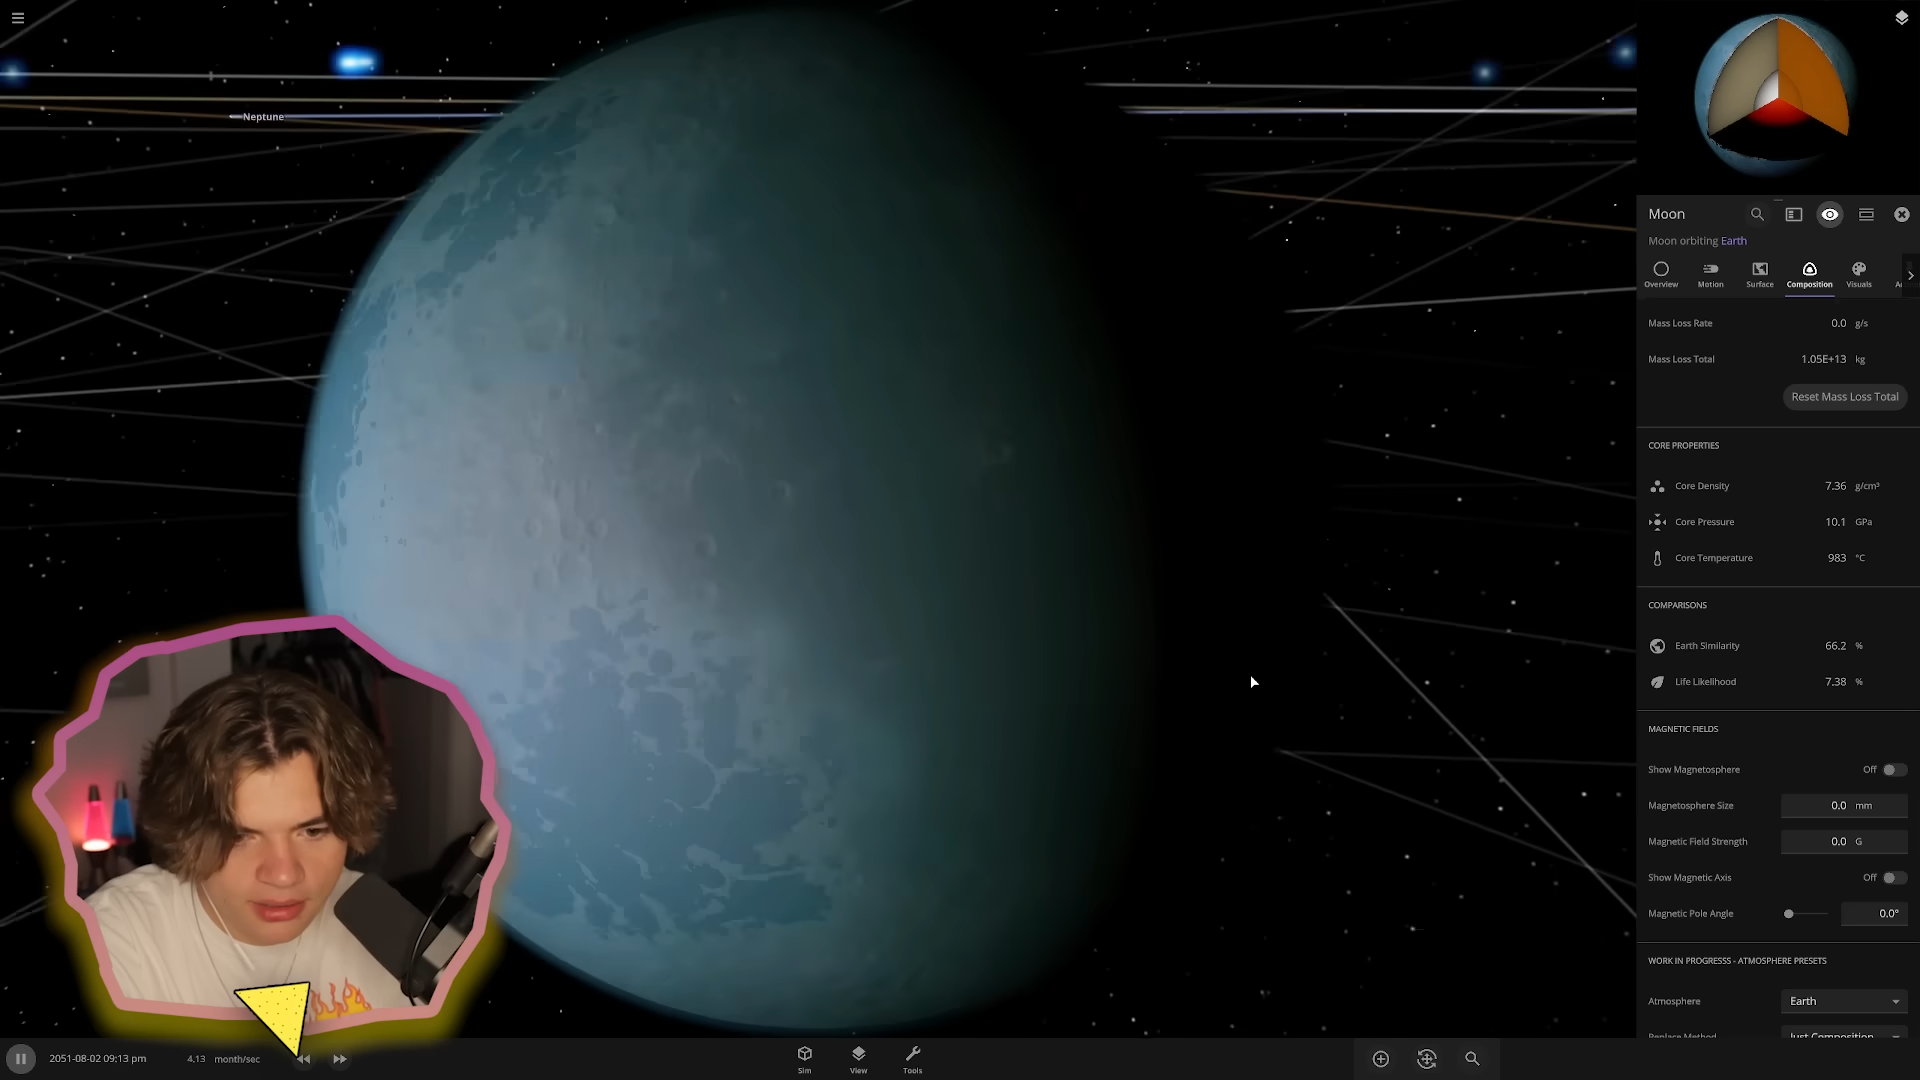 Neptune
Moon
Moon orbiting Earth
Overview
Motion
Surface
Composition
Visuals
Mass Loss Rate 0.0 g/s
Mass Loss Total 1.05E+13 kg
Reset Mass Loss Total
CORE PROPERTIES
Core Density 7.36 g/cm³
Core Pressure 10.1 GPa
Core Temperature 983 °C
COMPARISONS
Earth Similarity 66.2 %
Life Likelihood 7.38 %
MAGNETIC FIELDS
Show Magnetosphere Off
Magnetosphere Size 0.0 mm
Magnetic Field Strength 0.0 G
Show Magnetic Axis Off
Magnetic Pole Angle 0.0°
WORK IN PROGRESSS - ATMOSPHERE PRESETS
Atmosphere Earth
Replace Method Just Composition
2051-08-02 09:13 pm 4.13 month/sec
Sim
View
Tools